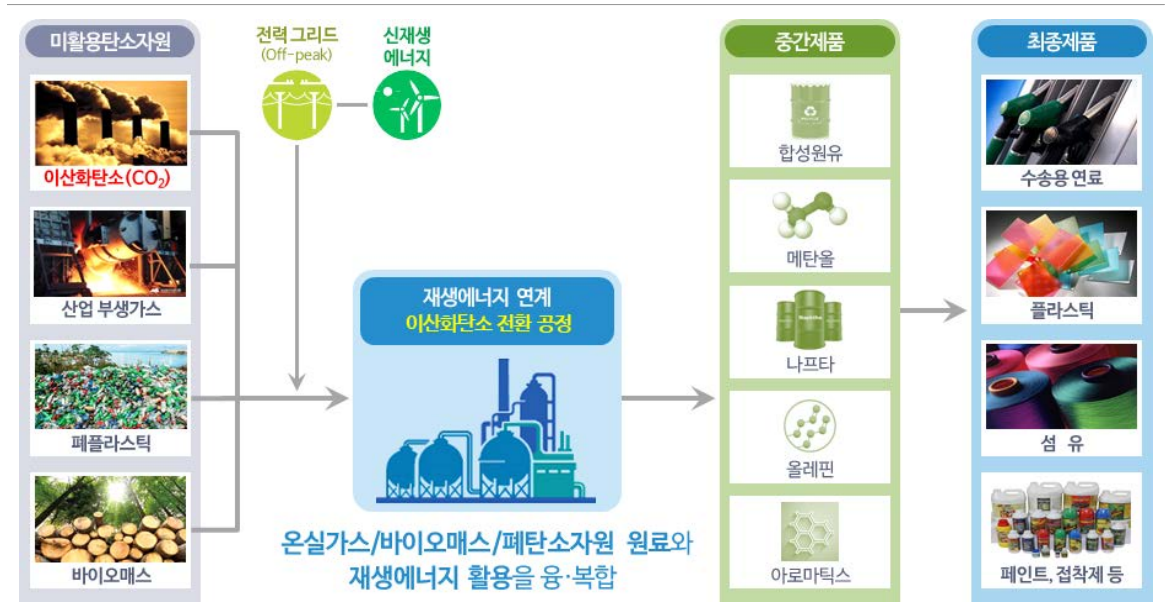 미활용탄소자원
이산화탄소(CO₂)
산업 부생가스
폐플라스틱
바이오매스
전력 그리드
(Off-peak)
신재생
에너지
재생에너지 연계
이산화탄소 전환 공정
온실가스/바이오매스/폐탄소자원 원료와
재생에너지 활용을 융·복합
중간제품
합성원유
메탄올
나프타
올레핀
아로마틱스
최종제품
수송용 연료
플라스틱
섬 유
페인트, 접착제 등